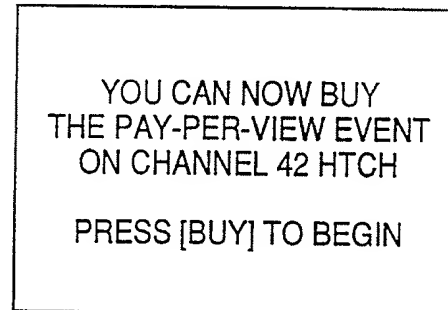 YOU CAN NOW BUY
THE PAY-PER-VIEW EVENT
ON CHANNEL 42 HTCH
PRESS [BUY] TO BEGIN